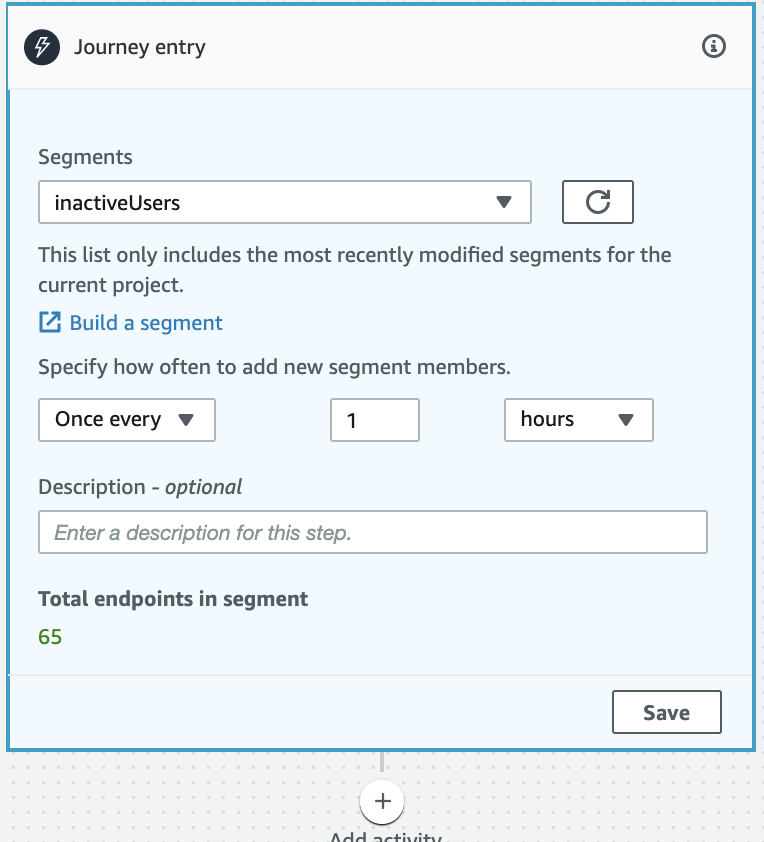 Journey entry
Segments
inactiveUsers
This list only includes the most recently modified segments for the
current project.
Build a segment
Specify how often to add new segment members.
Once every 1 hours
Description - optional
Enter a description for this step.
Total endpoints in segment
65
Save
Add activity